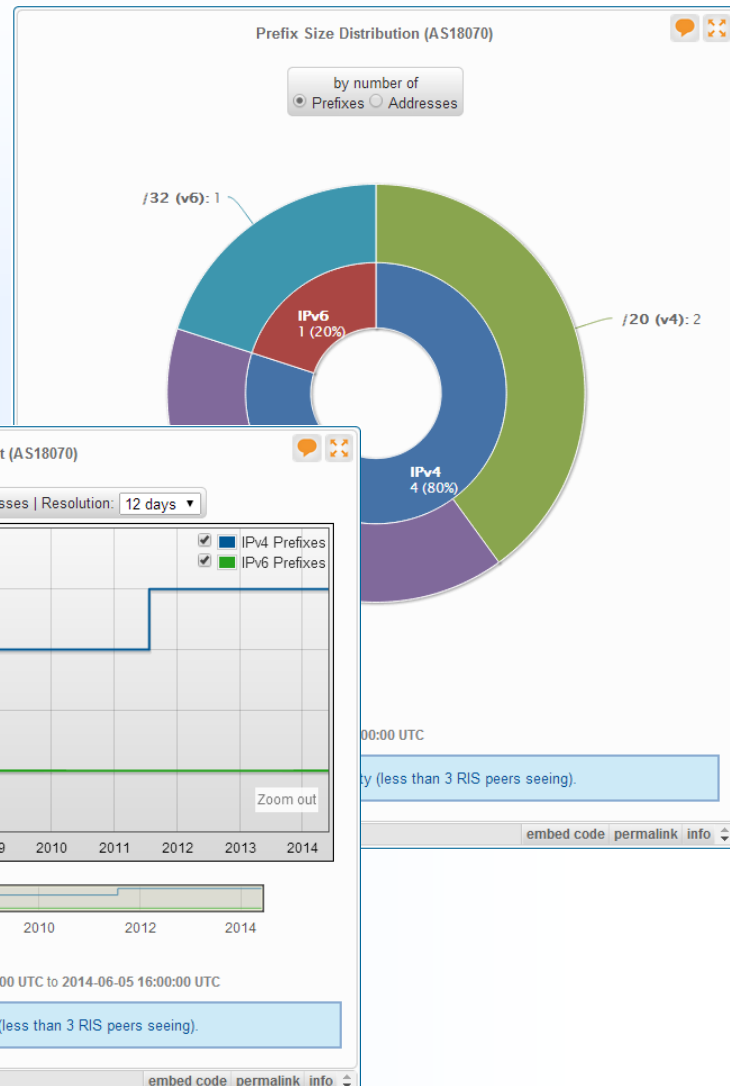 Prefix Size Distribution (AS18070)
by number of
Prefixes Addresses
/32 (v6): 1
IPv6
1 (20%)
/20 (v4): 2
IPv4
4 (80%)
00:00 UTC
(less than 3 RIS peers seeing).
embed code permalink info
(AS18070)
| Resolution: 12 days
IPv4 Prefixes
IPv6 Prefixes
Zoom out
2010 2011 2012 2013 2014
2010 2012 2014
00 UTC to 2014-06-05 16:00:00 UTC
(less than 3 RIS peers seeing).
embed code permalink info